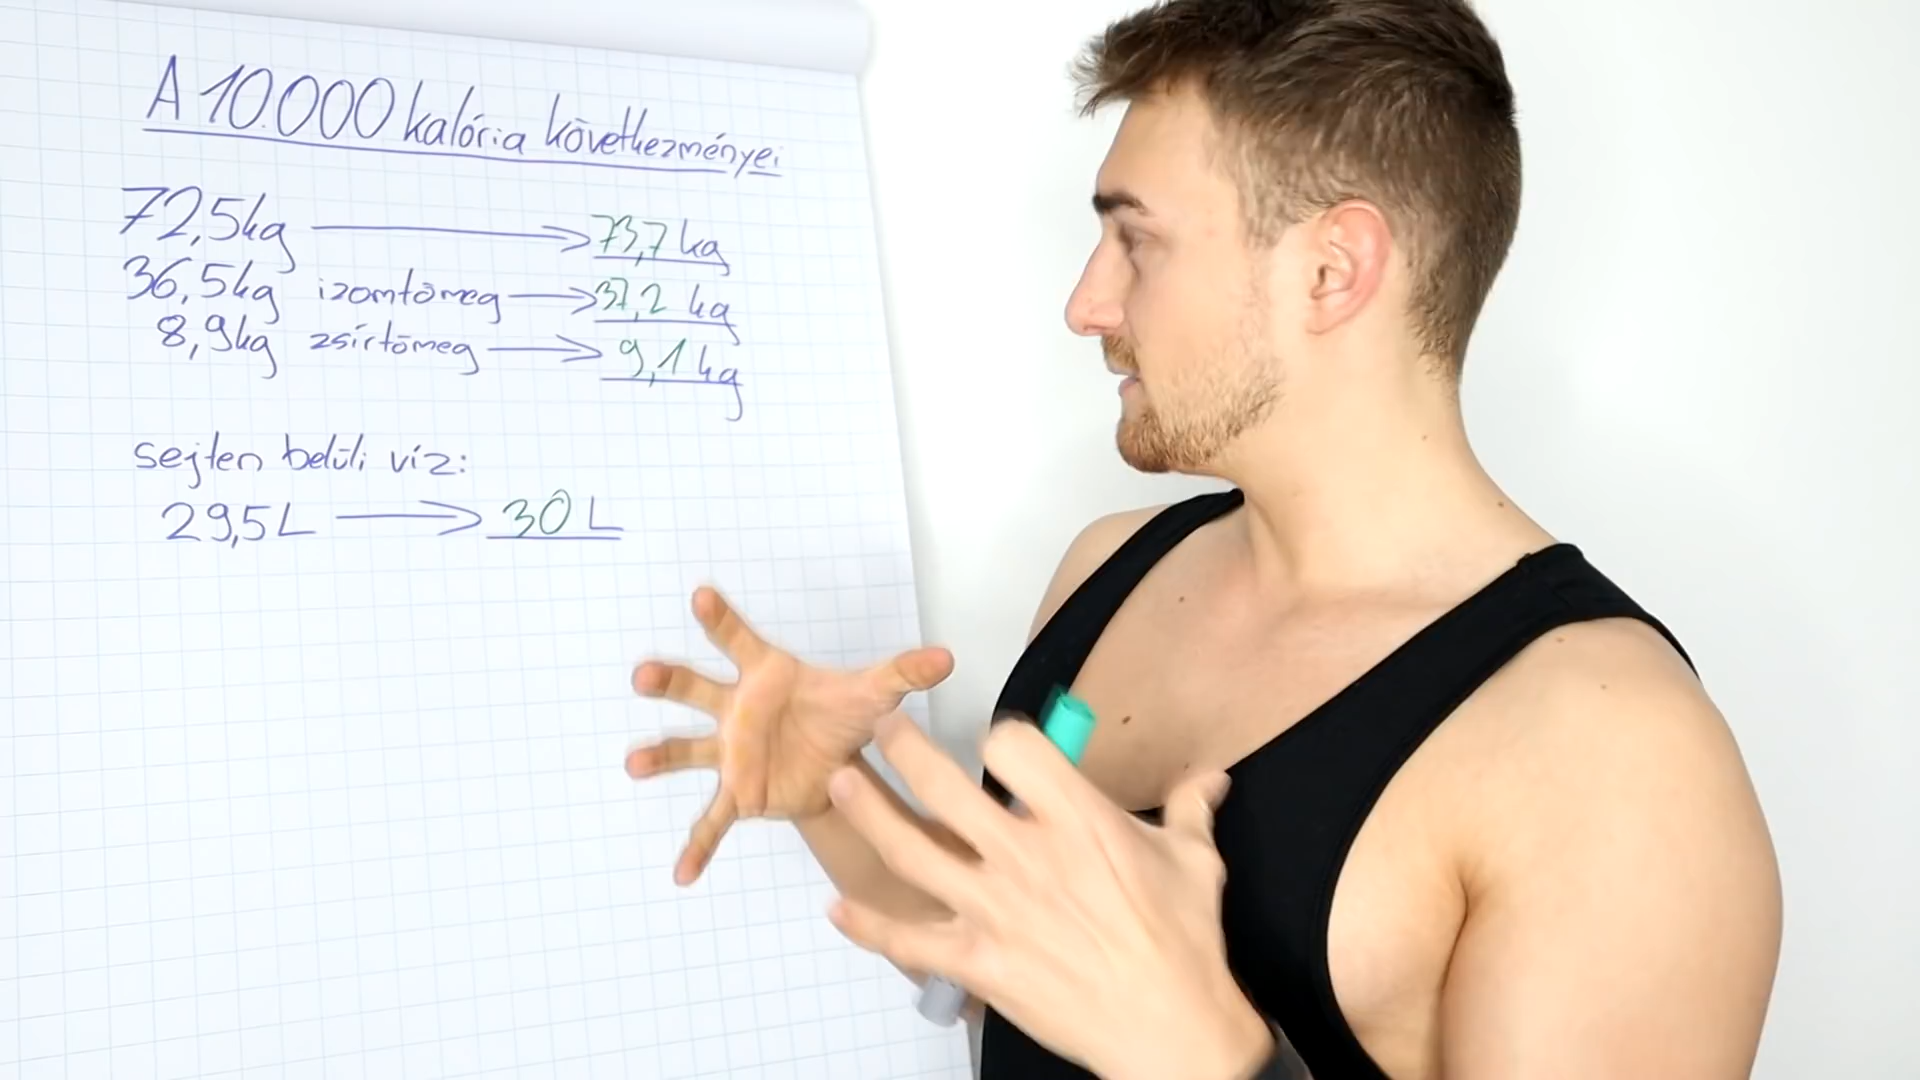 A 10.000 kalória következményei
72,5kg → 73,7 kg
36,5kg izomtömeg → 37,2 kg
8,9kg zsírtömeg → 9,1 kg
sejten belüli víz:
29,5L → 30 L